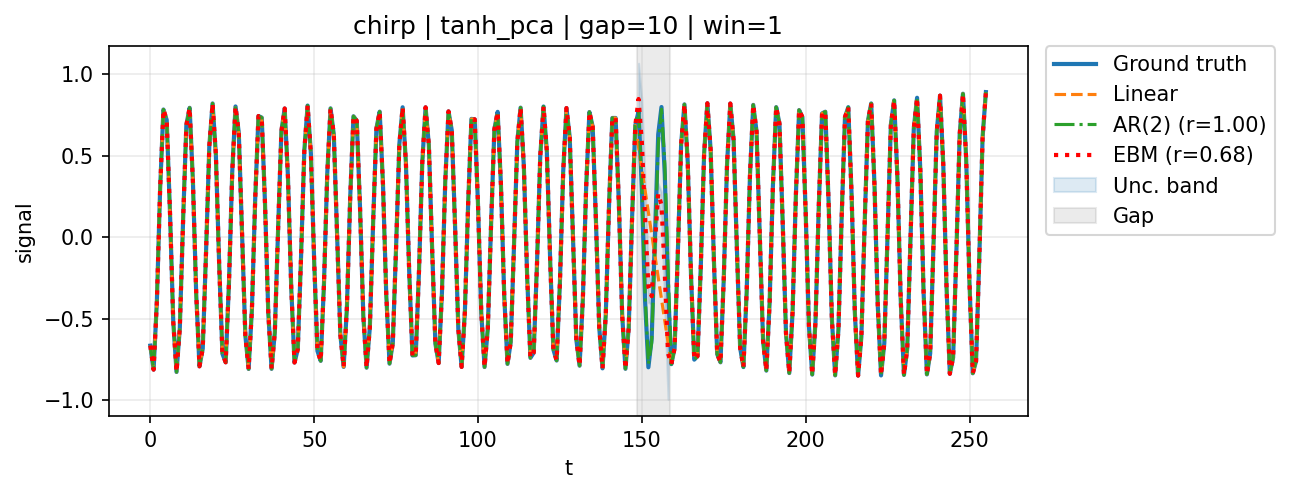 chirp | tanh_pca | gap=10 | win=1
1.0
0.5
0.0
−0.5
−1.0
signal
0 50 100 150 200 250
t
Ground truth
Linear
AR(2) (r=1.00)
EBM (r=0.68)
Unc. band
Gap